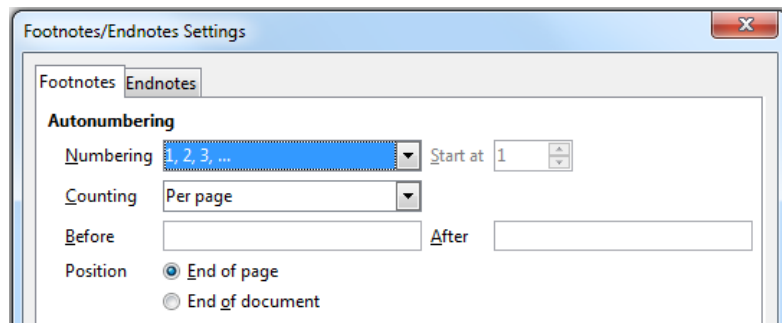 Footnotes/Endnotes Settings
Footnotes Endnotes
Autonumbering
Numbering 1, 2, 3, ... Start at 1
Counting Per page
Before After
Position End of page
End of document